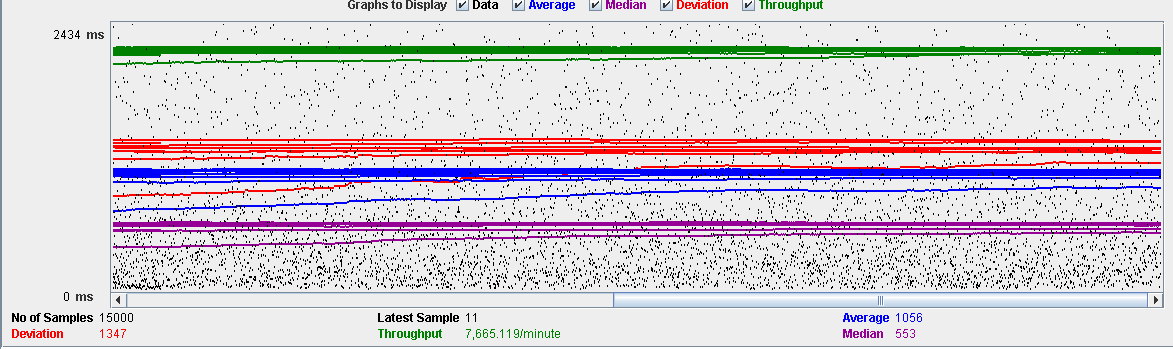 Graphs to Display Data Average Median Deviation Throughput
2434 ms
0 ms
No of Samples 15000 Latest Sample 11 Average 1056
Deviation 1347 Throughput 7,665.119/minute Median 553